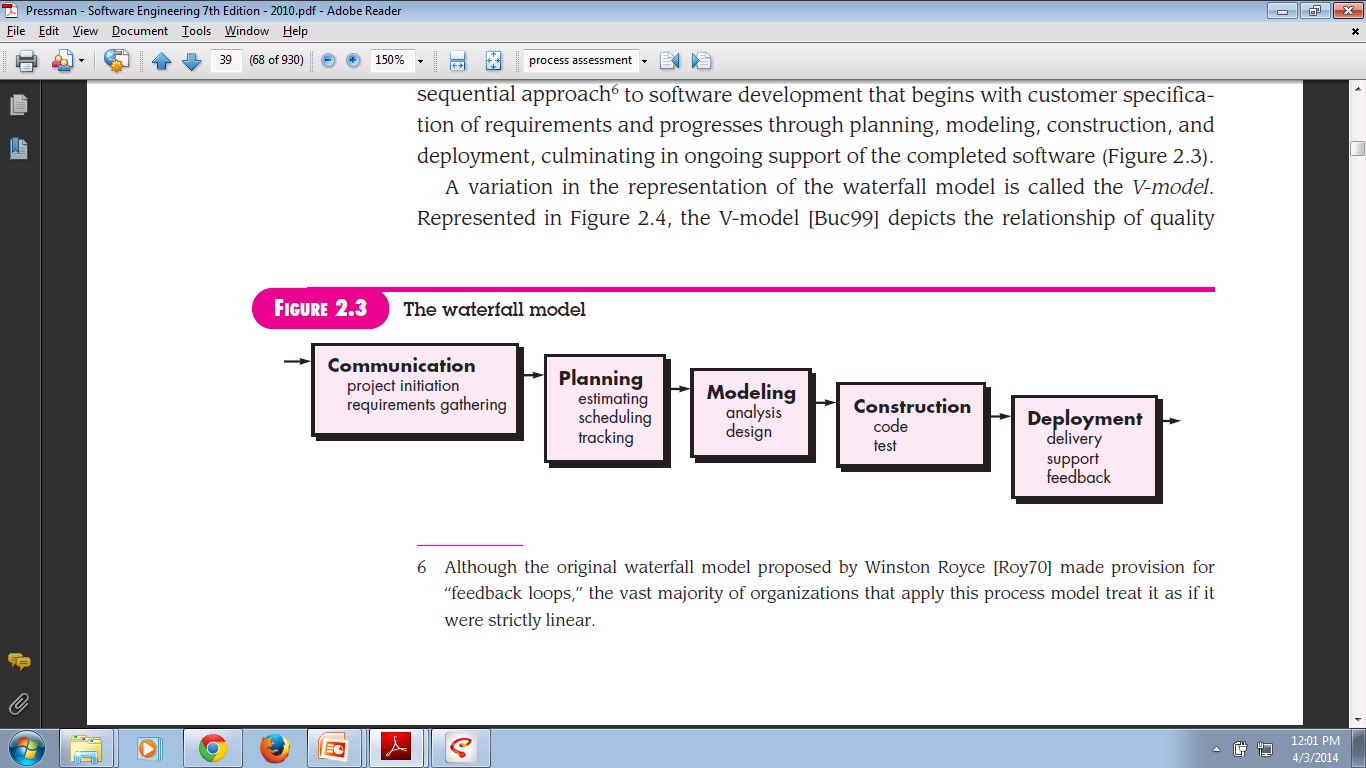 Pressman - Software Engineering 7th Edition - 2010.pdf - Adobe Reader
File Edit View Document Tools Window Help
39 (68 of 930) 150% process assessment
sequential approach6 to software development that begins with customer specifica-
tion of requirements and progresses through planning, modeling, construction, and
deployment, culminating in ongoing support of the completed software (Figure 2.3).
A variation in the representation of the waterfall model is called the V-model.
Represented in Figure 2.4, the V-model [Buc99] depicts the relationship of quality
FIGURE 2.3 The waterfall model
Communication
project initiation
requirements gathering
Planning
estimating
scheduling
tracking
Modeling
analysis
design
Construction
code
test
Deployment
delivery
support
feedback
6 Although the original waterfall model proposed by Winston Royce [Roy70] made provision for
“feedback loops,” the vast majority of organizations that apply this process model treat it as if it
were strictly linear.
12:01 PM
4/3/2014